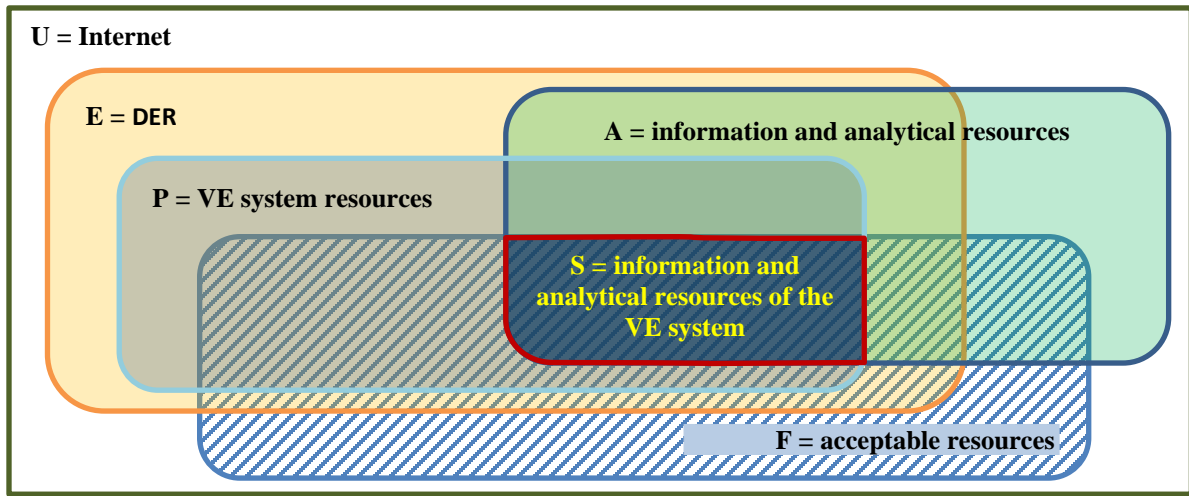 U = Internet
E = DER
A = information and analytical resources
P = VE system resources
S = information and
analytical resources of the
VE system
F = acceptable resources